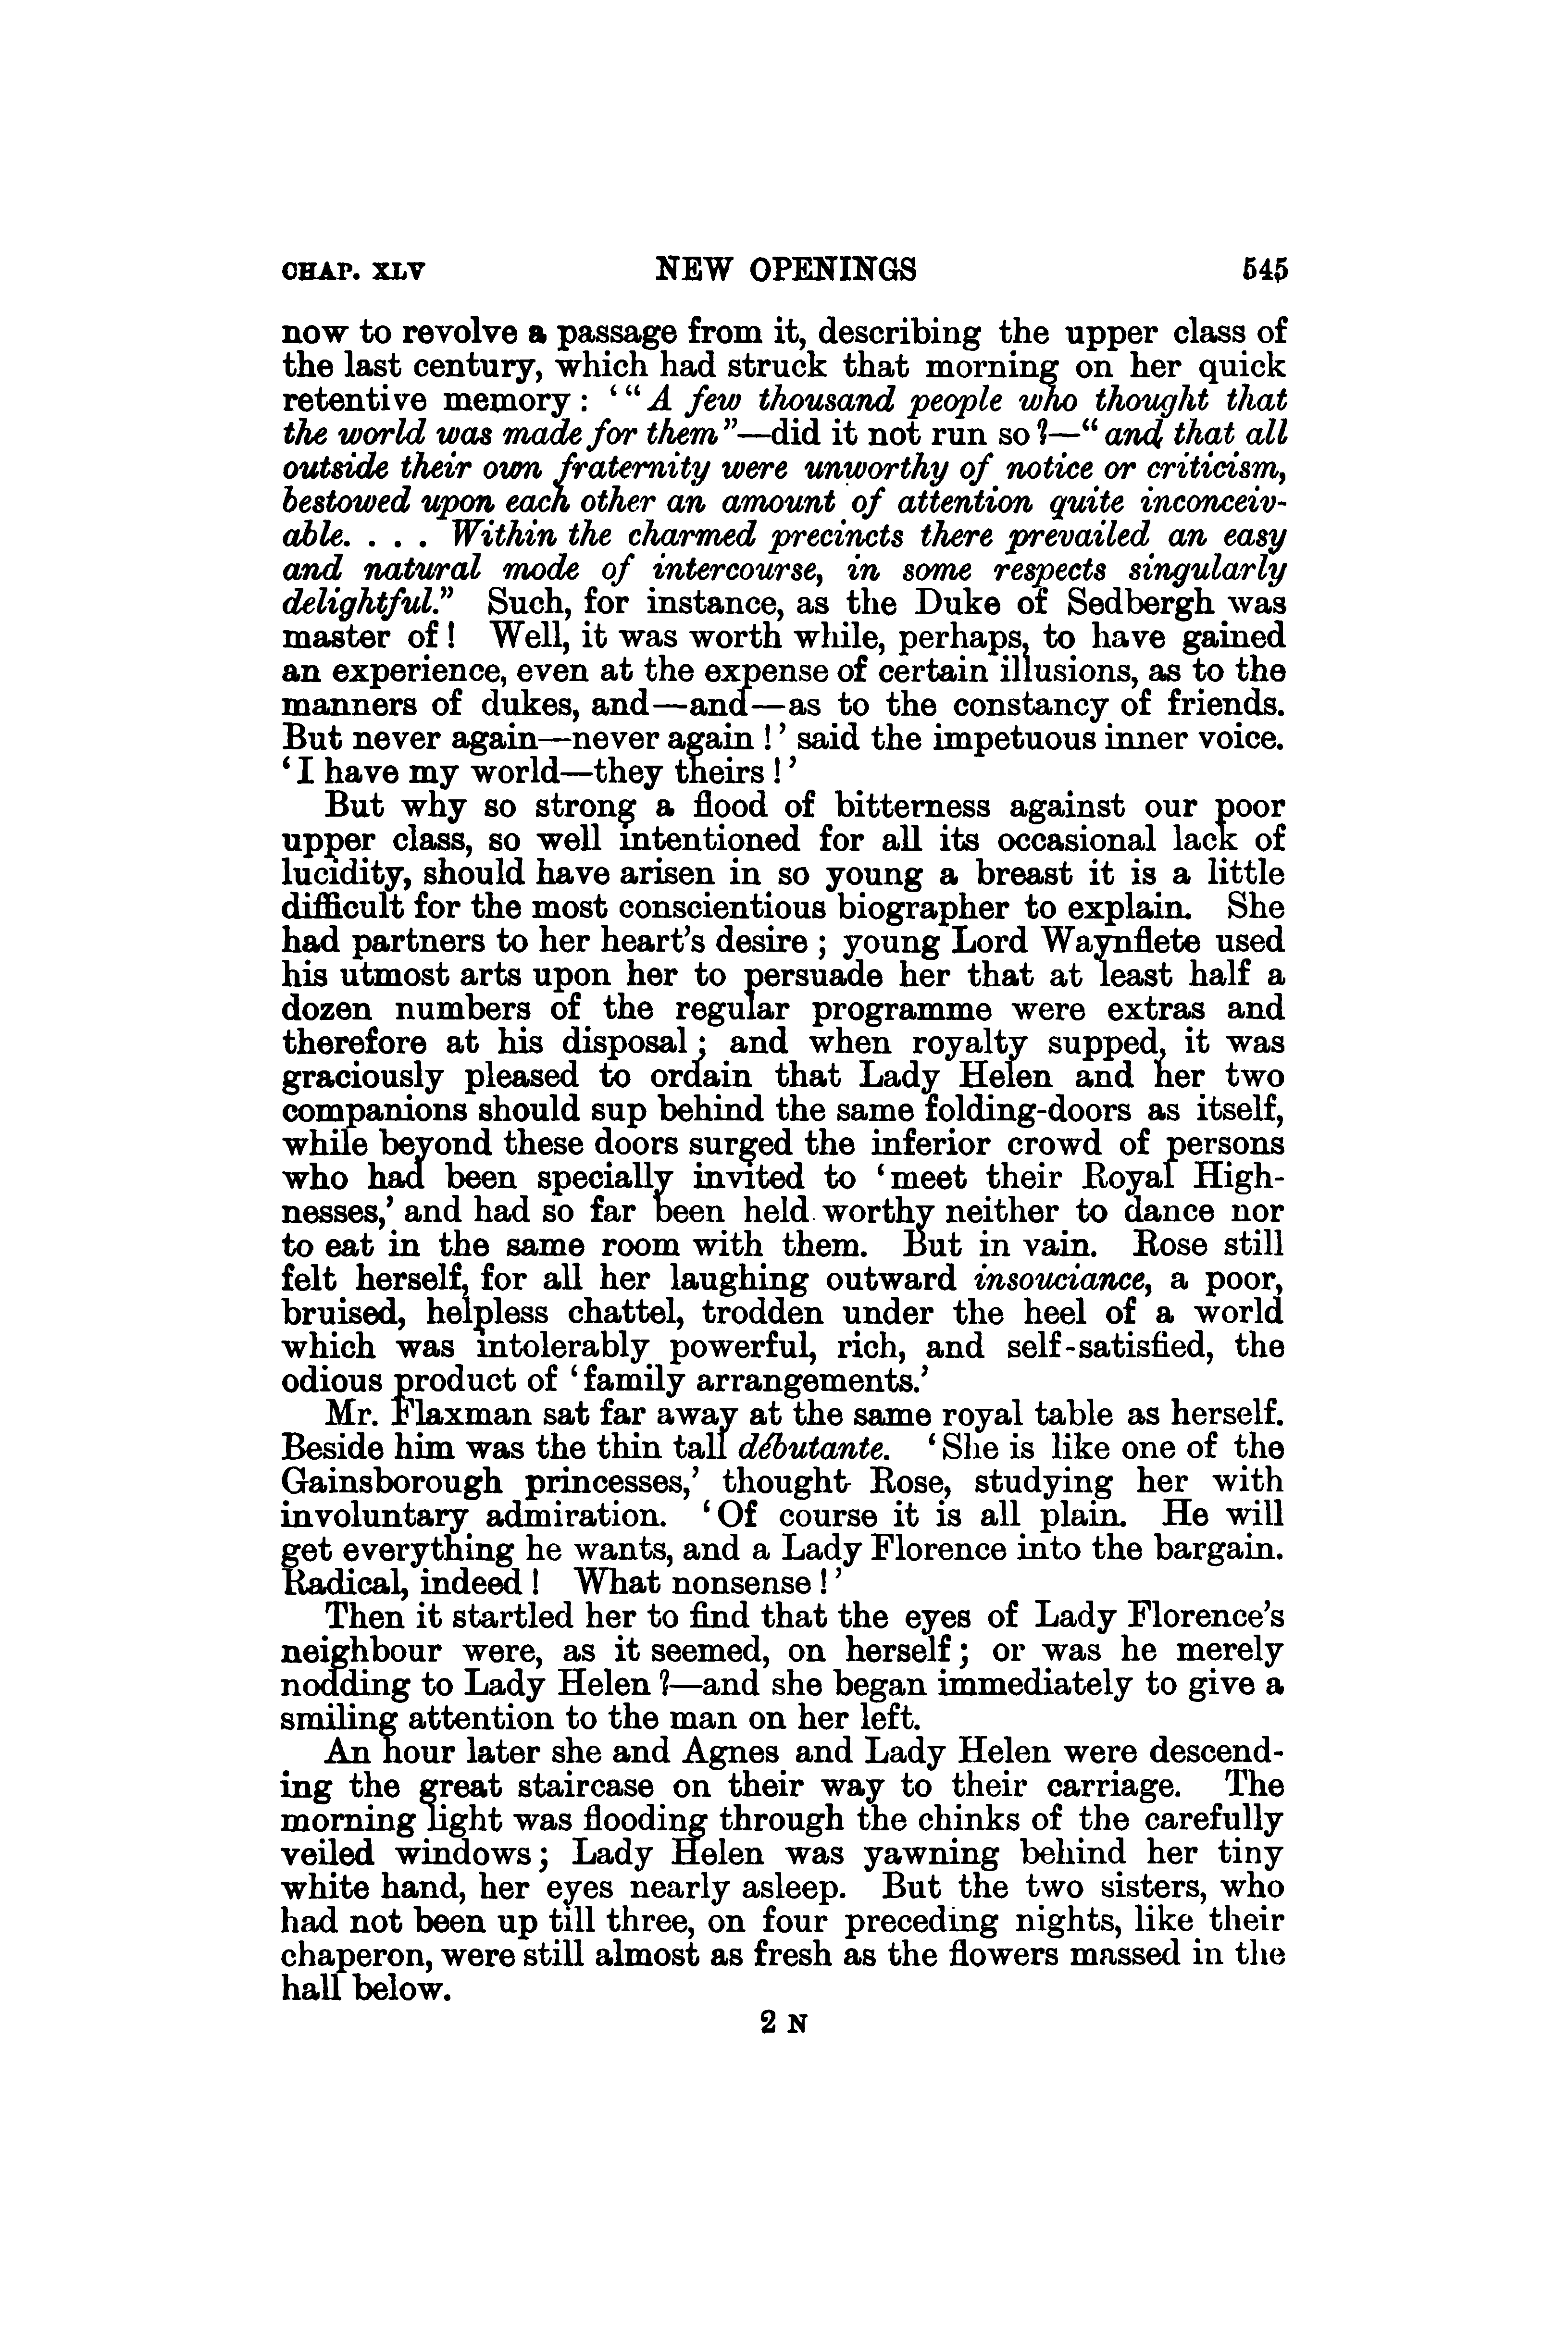 CHAP. XLV NEW OPENINGS 545
now to revolve a passage from it, describing the upper class of
the last century, which had struck that morning on her quick
retentive memory: ‘“A few thousand people who thought that
the world was made for them”—did it not run so?—“and that all
outside their own fraternity were unworthy of notice or criticism,
bestowed upon each other an amount of attention quite inconceiv-
able. . . . Within the charmed precincts there prevailed an easy
and natural mode of intercourse, in some respects singularly
delightful.” Such, for instance, as the Duke of Sedbergh was
master of! Well, it was worth while, perhaps, to have gained
an experience, even at the expense of certain illusions, as to the
manners of dukes, and—and—as to the constancy of friends.
But never again—never again!’ said the impetuous inner voice.
‘I have my world—they theirs!’
But why so strong a flood of bitterness against our poor
upper class, so well intentioned for all its occasional lack of
lucidity, should have arisen in so young a breast it is a little
difficult for the most conscientious biographer to explain. She
had partners to her heart’s desire; young Lord Waynflete used
his utmost arts upon her to persuade her that at least half a
dozen numbers of the regular programme were extras and
therefore at his disposal; and when royalty supped, it was
graciously pleased to ordain that Lady Helen and her two
companions should sup behind the same folding-doors as itself,
while beyond these doors surged the inferior crowd of persons
who had been specially invited to ‘meet their Royal High-
nesses,’ and had so far been held worthy neither to dance nor
to eat in the same room with them. But in vain. Rose still
felt herself, for all her laughing outward insouciance, a poor,
bruised, helpless chattel, trodden under the heel of a world
which was intolerably powerful, rich, and self-satisfied, the
odious product of ‘family arrangements.’
Mr. Flaxman sat far away at the same royal table as herself.
Beside him was the thin tall débutante. ‘She is like one of the
Gainsborough princesses,’ thought Rose, studying her with
involuntary admiration. ‘Of course it is all plain. He will
get everything he wants, and a Lady Florence into the bargain.
Radical, indeed! What nonsense!’
Then it startled her to find that the eyes of Lady Florence’s
neighbour were, as it seemed, on herself; or was he merely
nodding to Lady Helen?—and she began immediately to give a
smiling attention to the man on her left.
An hour later she and Agnes and Lady Helen were descend-
ing the great staircase on their way to their carriage. The
morning light was flooding through the chinks of the carefully
veiled windows; Lady Helen was yawning behind her tiny
white hand, her eyes nearly asleep. But the two sisters, who
had not been up till three, on four preceding nights, like their
chaperon, were still almost as fresh as the flowers massed in the
hall below.
2 N